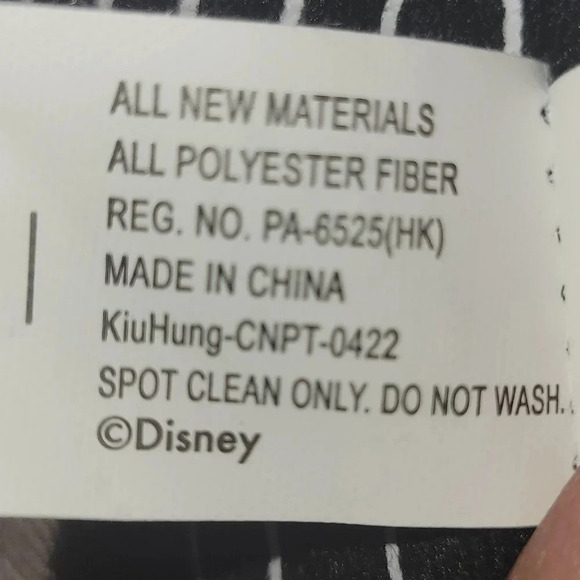 ALL NEW MATERIALS
ALL POLYESTER FIBER
REG. NO. PA-6525(HK)
MADE IN CHINA
KiuHung-CNPT-0422
SPOT CLEAN ONLY. DO NOT WASH.
©Disney